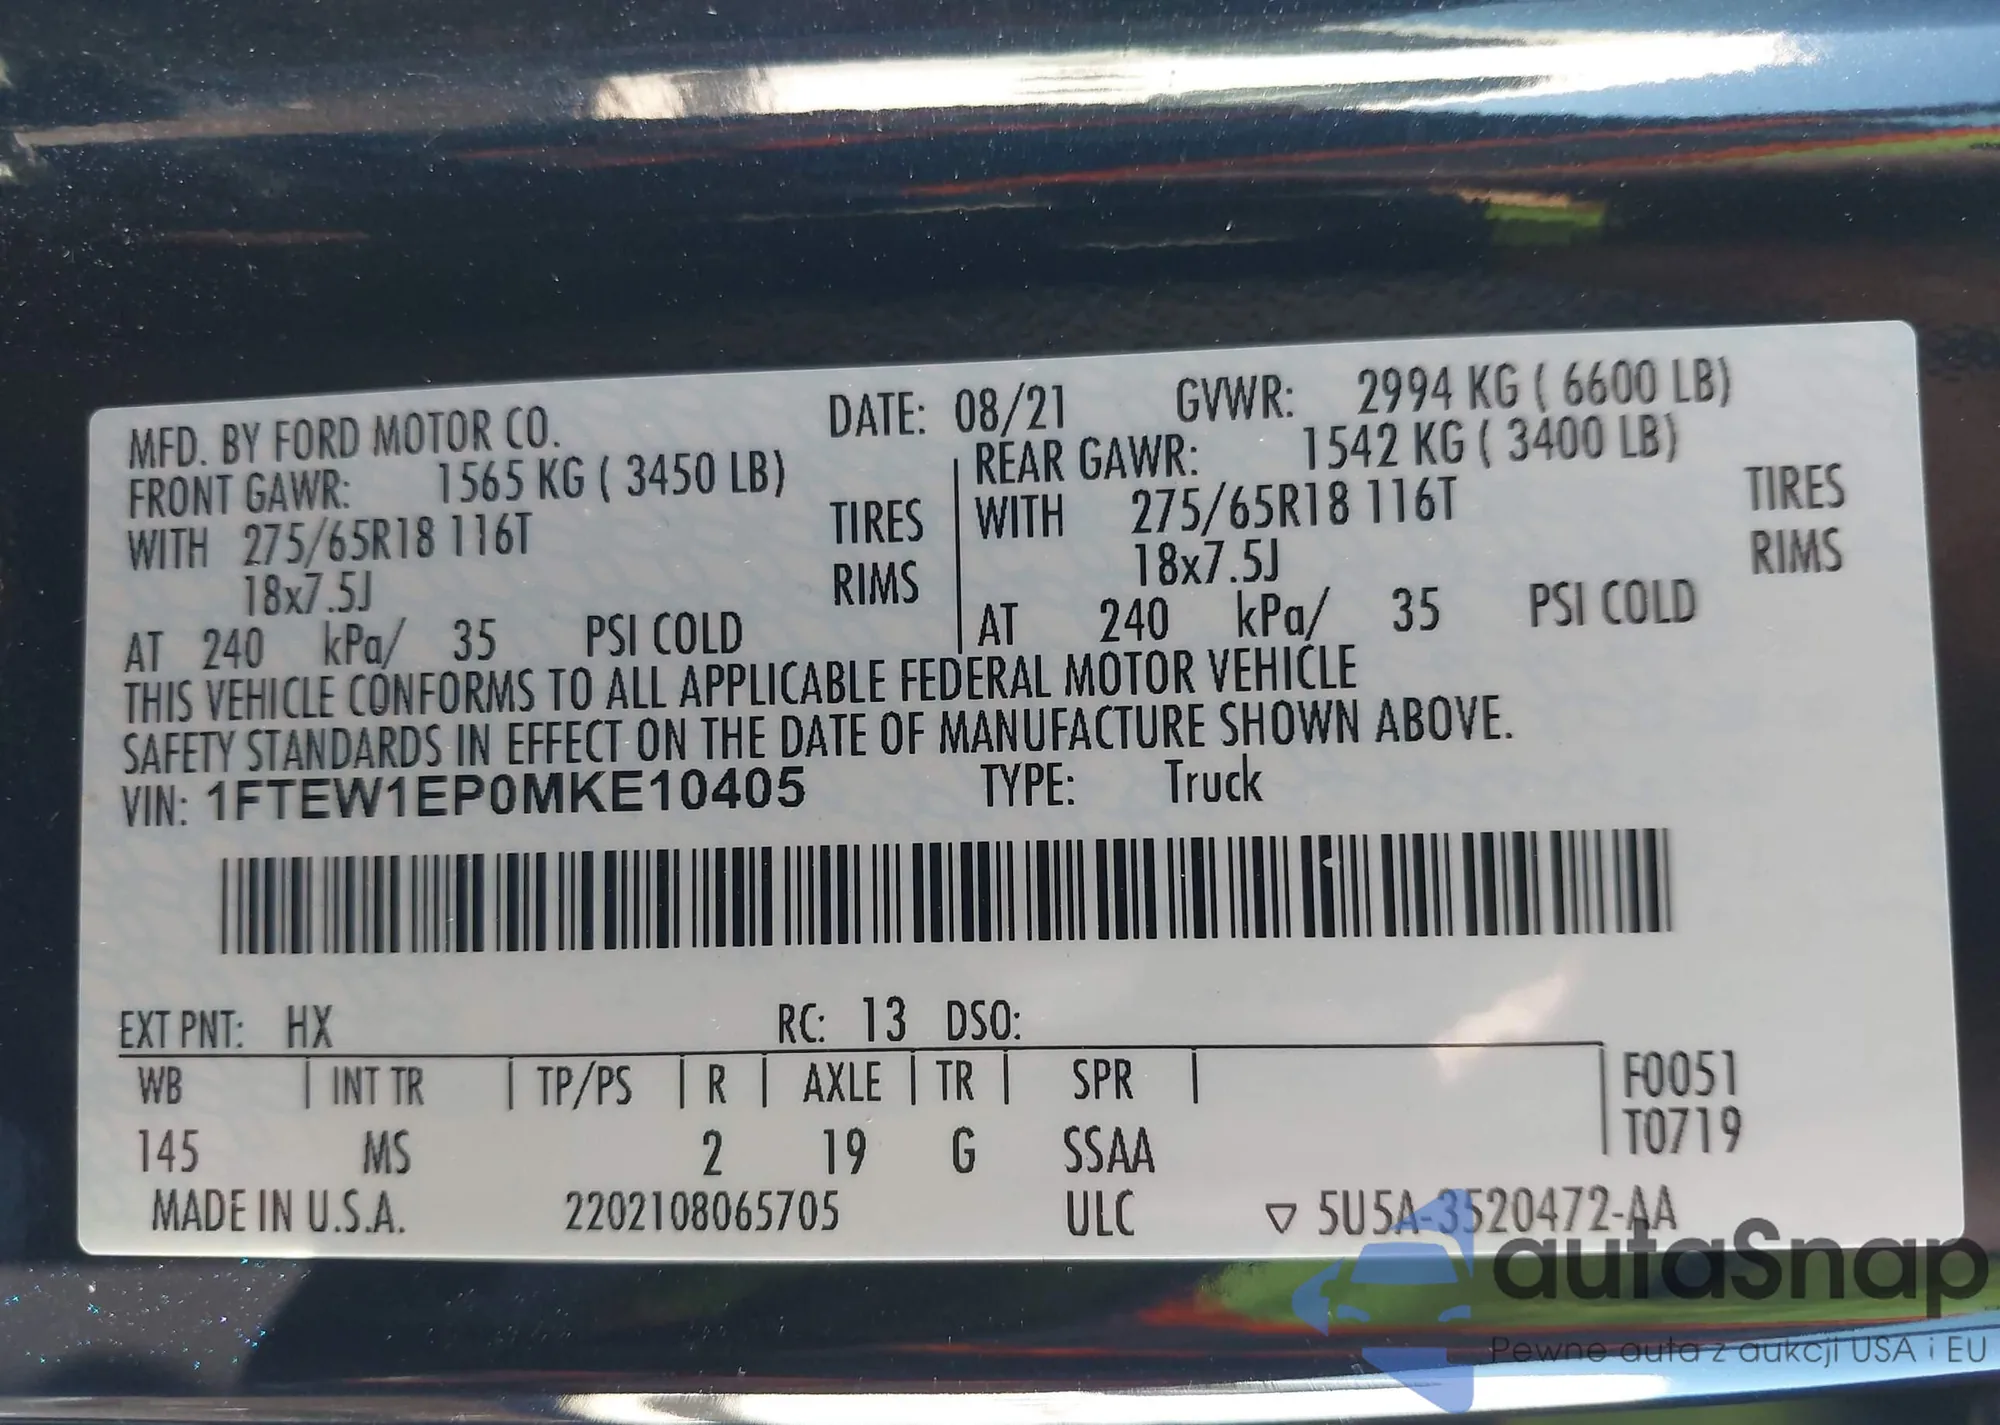 MFD. BY FORD MOTOR CO. DATE: 08/21 GVWR: 2994 KG ( 6600 LB)
FRONT GAWR: 1565 KG ( 3450 LB) REAR GAWR: 1542 KG ( 3400 LB)
WITH 275/65R18 116T TIRES WITH 275/65R18 116T TIRES
18x7.5J RIMS 18x7.5J RIMS
AT 240 kPa/ 35 PSI COLD AT 240 kPa/ 35 PSI COLD
THIS VEHICLE CONFORMS TO ALL APPLICABLE FEDERAL MOTOR VEHICLE
SAFETY STANDARDS IN EFFECT ON THE DATE OF MANUFACTURE SHOWN ABOVE.
VIN: 1FTEW1EP0MKE10405 TYPE: Truck
EXT PNT: HX RC: 13 DSO:
WB | INT TR | TP/PS | R | AXLE | TR | SPR | F0051
T0719
145 MS 2 19 G SSAA
MADE IN U.S.A. 2202108065705 ULC ▽ 5U5A-3520472-AA
autaSnap
Pewne auta z aukcji USA i EU